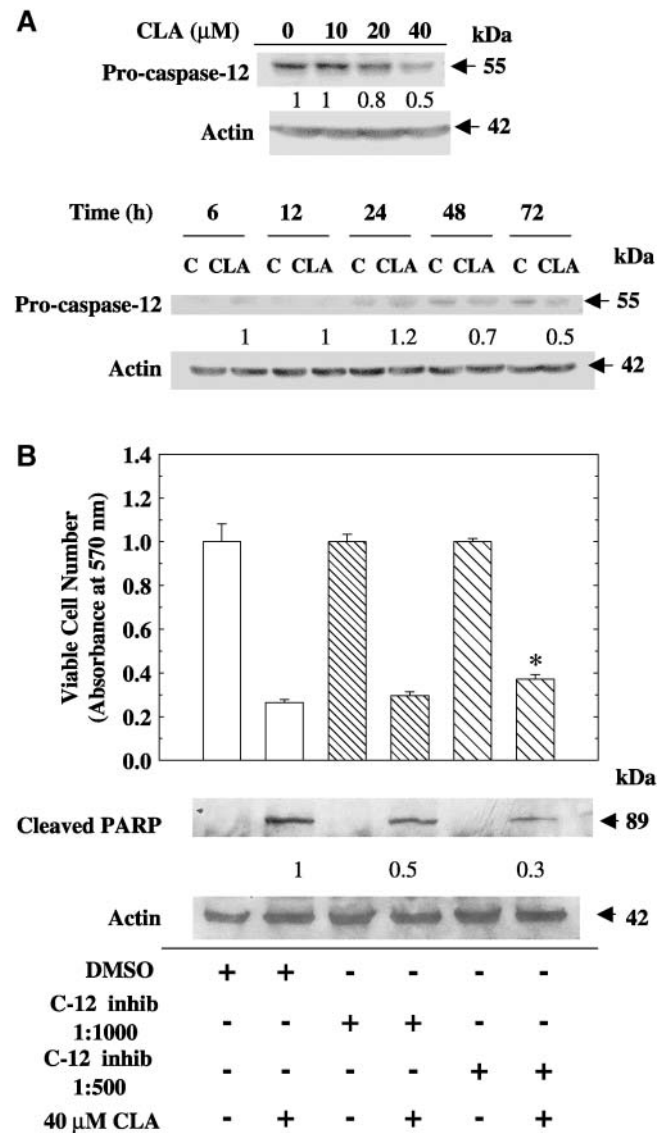 A
CLA (μM) 0 10 20 40 kDa
Pro-caspase-12 55
1 1 0.8 0.5
Actin 42
Time (h) 6 12 24 48 72
C CLA C CLA C CLA C CLA C CLA kDa
Pro-caspase-12 55
1 1 1.2 0.7 0.5
Actin 42
B
Viable Cell Number
(Absorbance at 570 nm)
1.4
1.2
1.0
0.8
0.6
0.4
0.2
0.0
*
kDa
Cleaved PARP 89
1 0.5 0.3
Actin 42
DMSO + + - - - -
C-12 inhib
1:1000 - - + + - -
C-12 inhib
1:500 - - - - + +
40 μM CLA - + - + - +